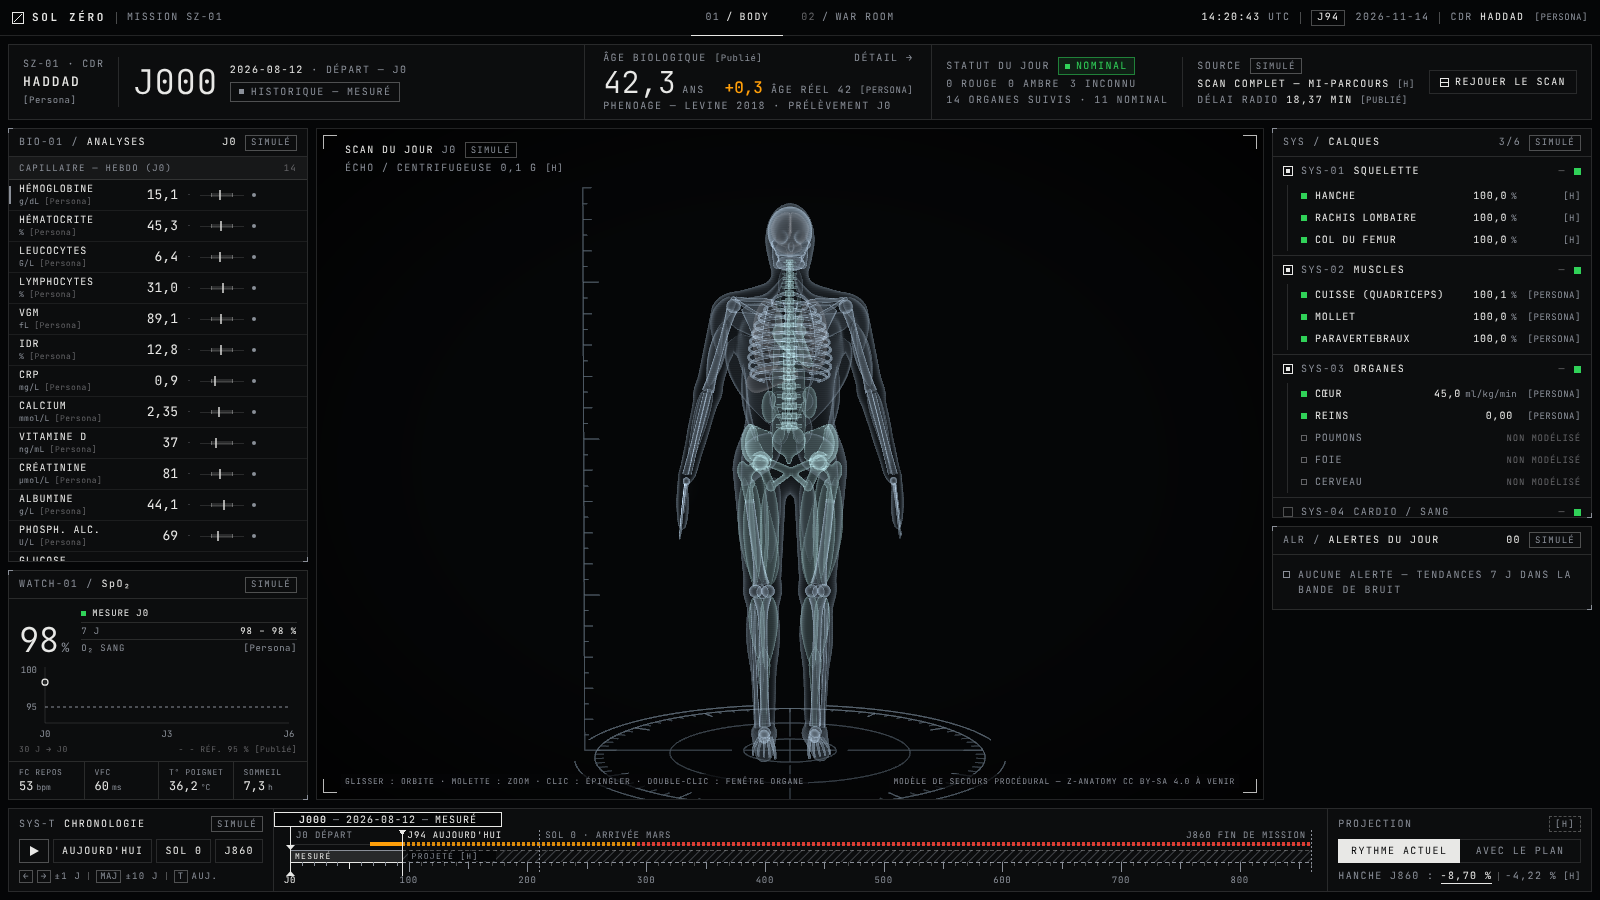 SOL ZÉRO | MISSION SZ-01
01 / BODY
02 / WAR ROOM
14:20:43 UTC | J94 2026-11-14 | CDR HADDAD [PERSONA]
SZ-01 · CDR
HADDAD
[Persona]
J000
2026-08-12 · DÉPART — J0
HISTORIQUE — MESURÉ
ÂGE BIOLOGIQUE [Publié]
DÉTAIL →
42,3 ANS +0,3 ÂGE RÉEL 42 [PERSONA]
PHENOAGE — LEVINE 2018 · PRÉLÈVEMENT J0
STATUT DU JOUR NOMINAL
0 ROUGE 0 AMBRE 3 INCONNU
14 ORGANES SUIVIS · 11 NOMINAL
SOURCE SIMULÉ
SCAN COMPLET — MI-PARCOURS [H]
DÉLAI RADIO 18,37 MIN [PUBLIÉ]
REJOUER LE SCAN
BIO-01 / ANALYSES J0 SIMULÉ
CAPILLAIRE — HEBDO (J0) 14
HÉMOGLOBINE
g/dL [Persona]
15,1
HÉMATOCRITE
% [Persona]
45,3
LEUCOCYTES
G/L [Persona]
6,4
LYMPHOCYTES
% [Persona]
31,0
VGM
fL [Persona]
89,1
IDR
% [Persona]
12,8
CRP
mg/L [Persona]
0,9
CALCIUM
mmol/L [Persona]
2,35
VITAMINE D
ng/mL [Persona]
37
CRÉATININE
µmol/L [Persona]
81
ALBUMINE
g/L [Persona]
44,1
PHOSPH. ALC.
U/L [Persona]
69
GLUCOSE
WATCH-01 / SpO₂ SIMULÉ
98 %
MESURE J0
7 J 98 – 98 %
O₂ SANG [Persona]
100
95
J0 J3 J6
30 J → J0 - - RÉF. 95 % [Publié]
FC REPOS
53 bpm
VFC
60 ms
T° POIGNET
36,2 °C
SOMMEIL
7,3 h
SCAN DU JOUR J0 SIMULÉ
ÉCHO / CENTRIFUGEUSE 0,1 G [H]
GLISSER : ORBITE · MOLETTE : ZOOM · CLIC : ÉPINGLER · DOUBLE-CLIC : FENÊTRE ORGANE
MODÈLE DE SECOURS PROCÉDURAL — Z-ANATOMY CC BY-SA 4.0 À VENIR
SYS / CALQUES 3/6 SIMULÉ
SYS-01 SQUELETTE —
HANCHE 100,0 % [H]
RACHIS LOMBAIRE 100,0 % [H]
COL DU FEMUR 100,0 % [H]
SYS-02 MUSCLES —
CUISSE (QUADRICEPS) 100,1 % [PERSONA]
MOLLET 100,0 % [PERSONA]
PARAVERTEBRAUX 100,0 % [PERSONA]
SYS-03 ORGANES —
CŒUR 45,0 ml/kg/min [PERSONA]
REINS 0,00 [PERSONA]
POUMONS NON MODÉLISÉ
FOIE NON MODÉLISÉ
CERVEAU NON MODÉLISÉ
SYS-04 CARDIO / SANG —
ALR / ALERTES DU JOUR 00 SIMULÉ
AUCUNE ALERTE — TENDANCES 7 J DANS LA
BANDE DE BRUIT
SYS-T CHRONOLOGIE SIMULÉ
AUJOURD'HUI SOL 0 J860
← → ±1 J | MAJ ±10 J | T AUJ.
J000 — 2026-08-12 — MESURÉ
J0 DÉPART
J94 AUJOURD'HUI
SOL 0 · ARRIVÉE MARS
J860 FIN DE MISSION
MESURÉ
PROJETÉ [H]
J0 100 200 300 400 500 600 700 800
PROJECTION [H]
RYTHME ACTUEL AVEC LE PLAN
HANCHE J860 : -8,70 % | -4,22 % [H]